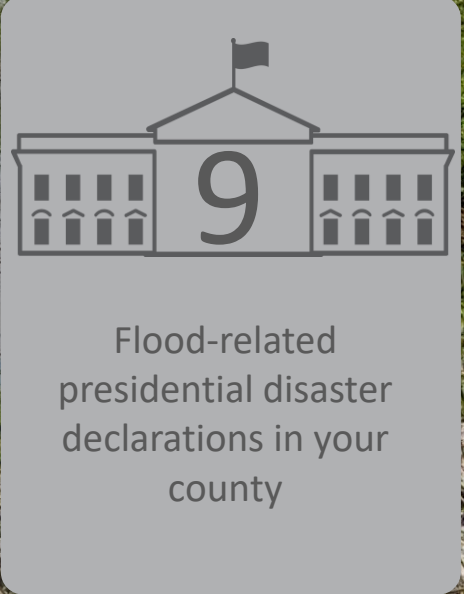 9
Flood-related
presidential disaster
declarations in your
county